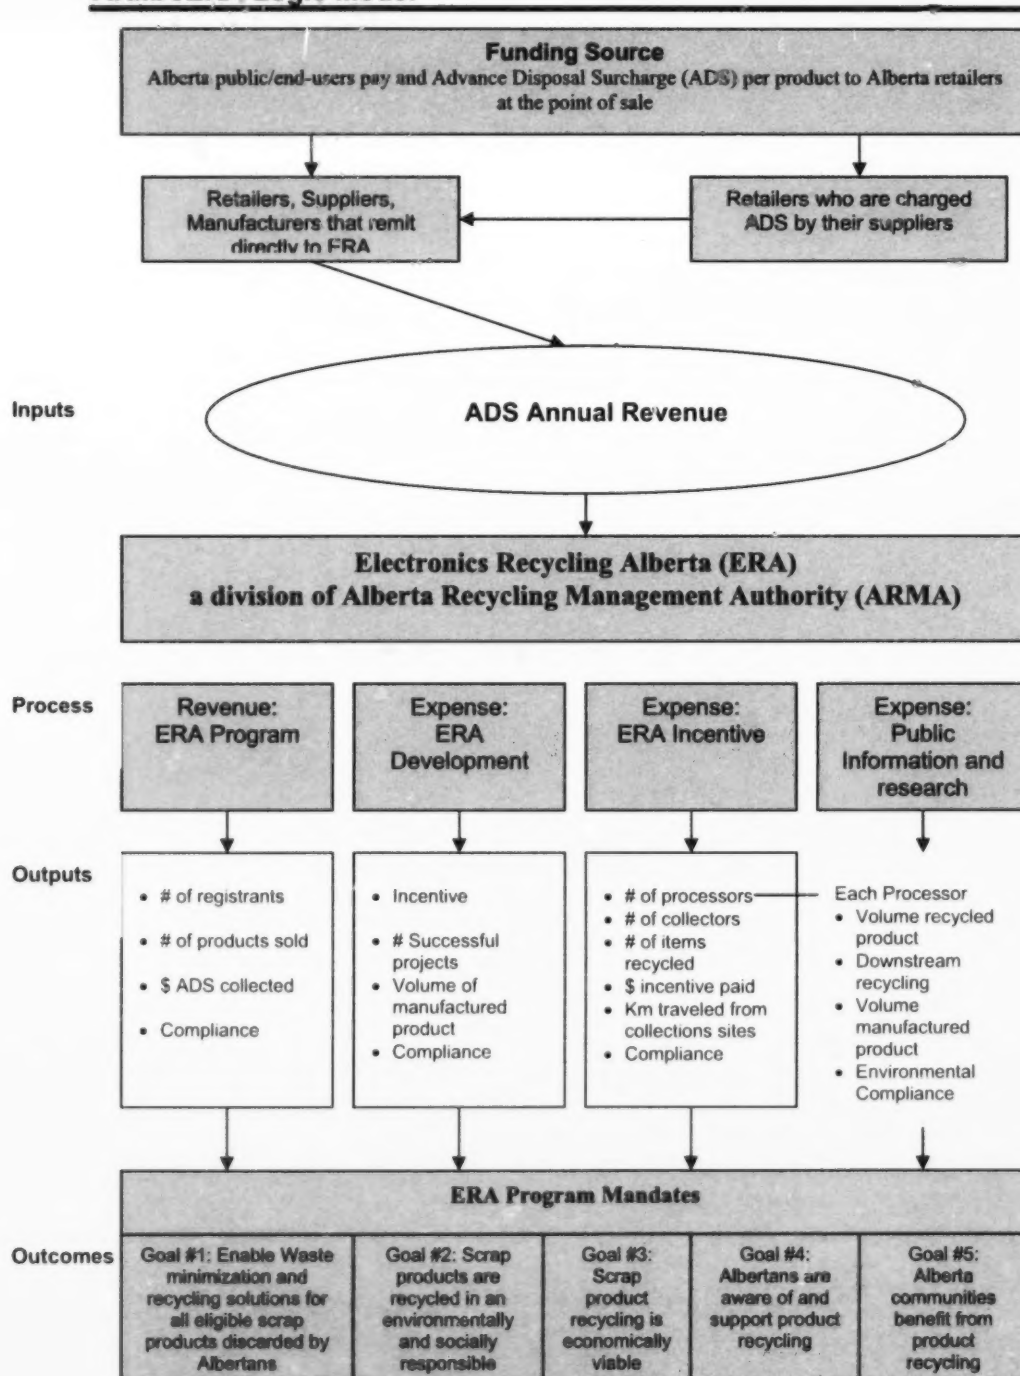 Funding Source
Alberta public/end-users pay and Advance Disposal Surcharge (ADS) per product to Alberta retailers
at the point of sale
Retailers, Suppliers,
Manufacturers that remit
directly to ERA
Retailers who are charged
ADS by their suppliers
Inputs
ADS Annual Revenue
Electronics Recycling Alberta (ERA)
a division of Alberta Recycling Management Authority (ARMA)
Process
Revenue:
ERA Program
Expense:
ERA
Development
Expense:
ERA Incentive
Expense:
Public
Information and
research
Outputs
• # of registrants
• # of products sold
• $ ADS collected
• Compliance
• Incentive
• # Successful
projects
• Volume of
manufactured
product
• Compliance
• # of processors
• # of collectors
• # of items
recycled
• $ incentive paid
• Km traveled from
collections sites
• Compliance
Each Processor
• Volume recycled
product
• Downstream
recycling
• Volume
manufactured
product
• Environmental
Compliance
ERA Program Mandates
Outcomes
Goal #1: Enable Waste
minimization and
recycling solutions for
all eligible scrap
products discarded by
Albertans
Goal #2: Scrap
products are
recycled in an
environmentally
and socially
responsible
Goal #3:
Scrap
product
recycling is
economically
viable
Goal #4:
Albertans are
aware of and
support product
recycling
Goal #5:
Alberta
communities
benefit from
product
recycling